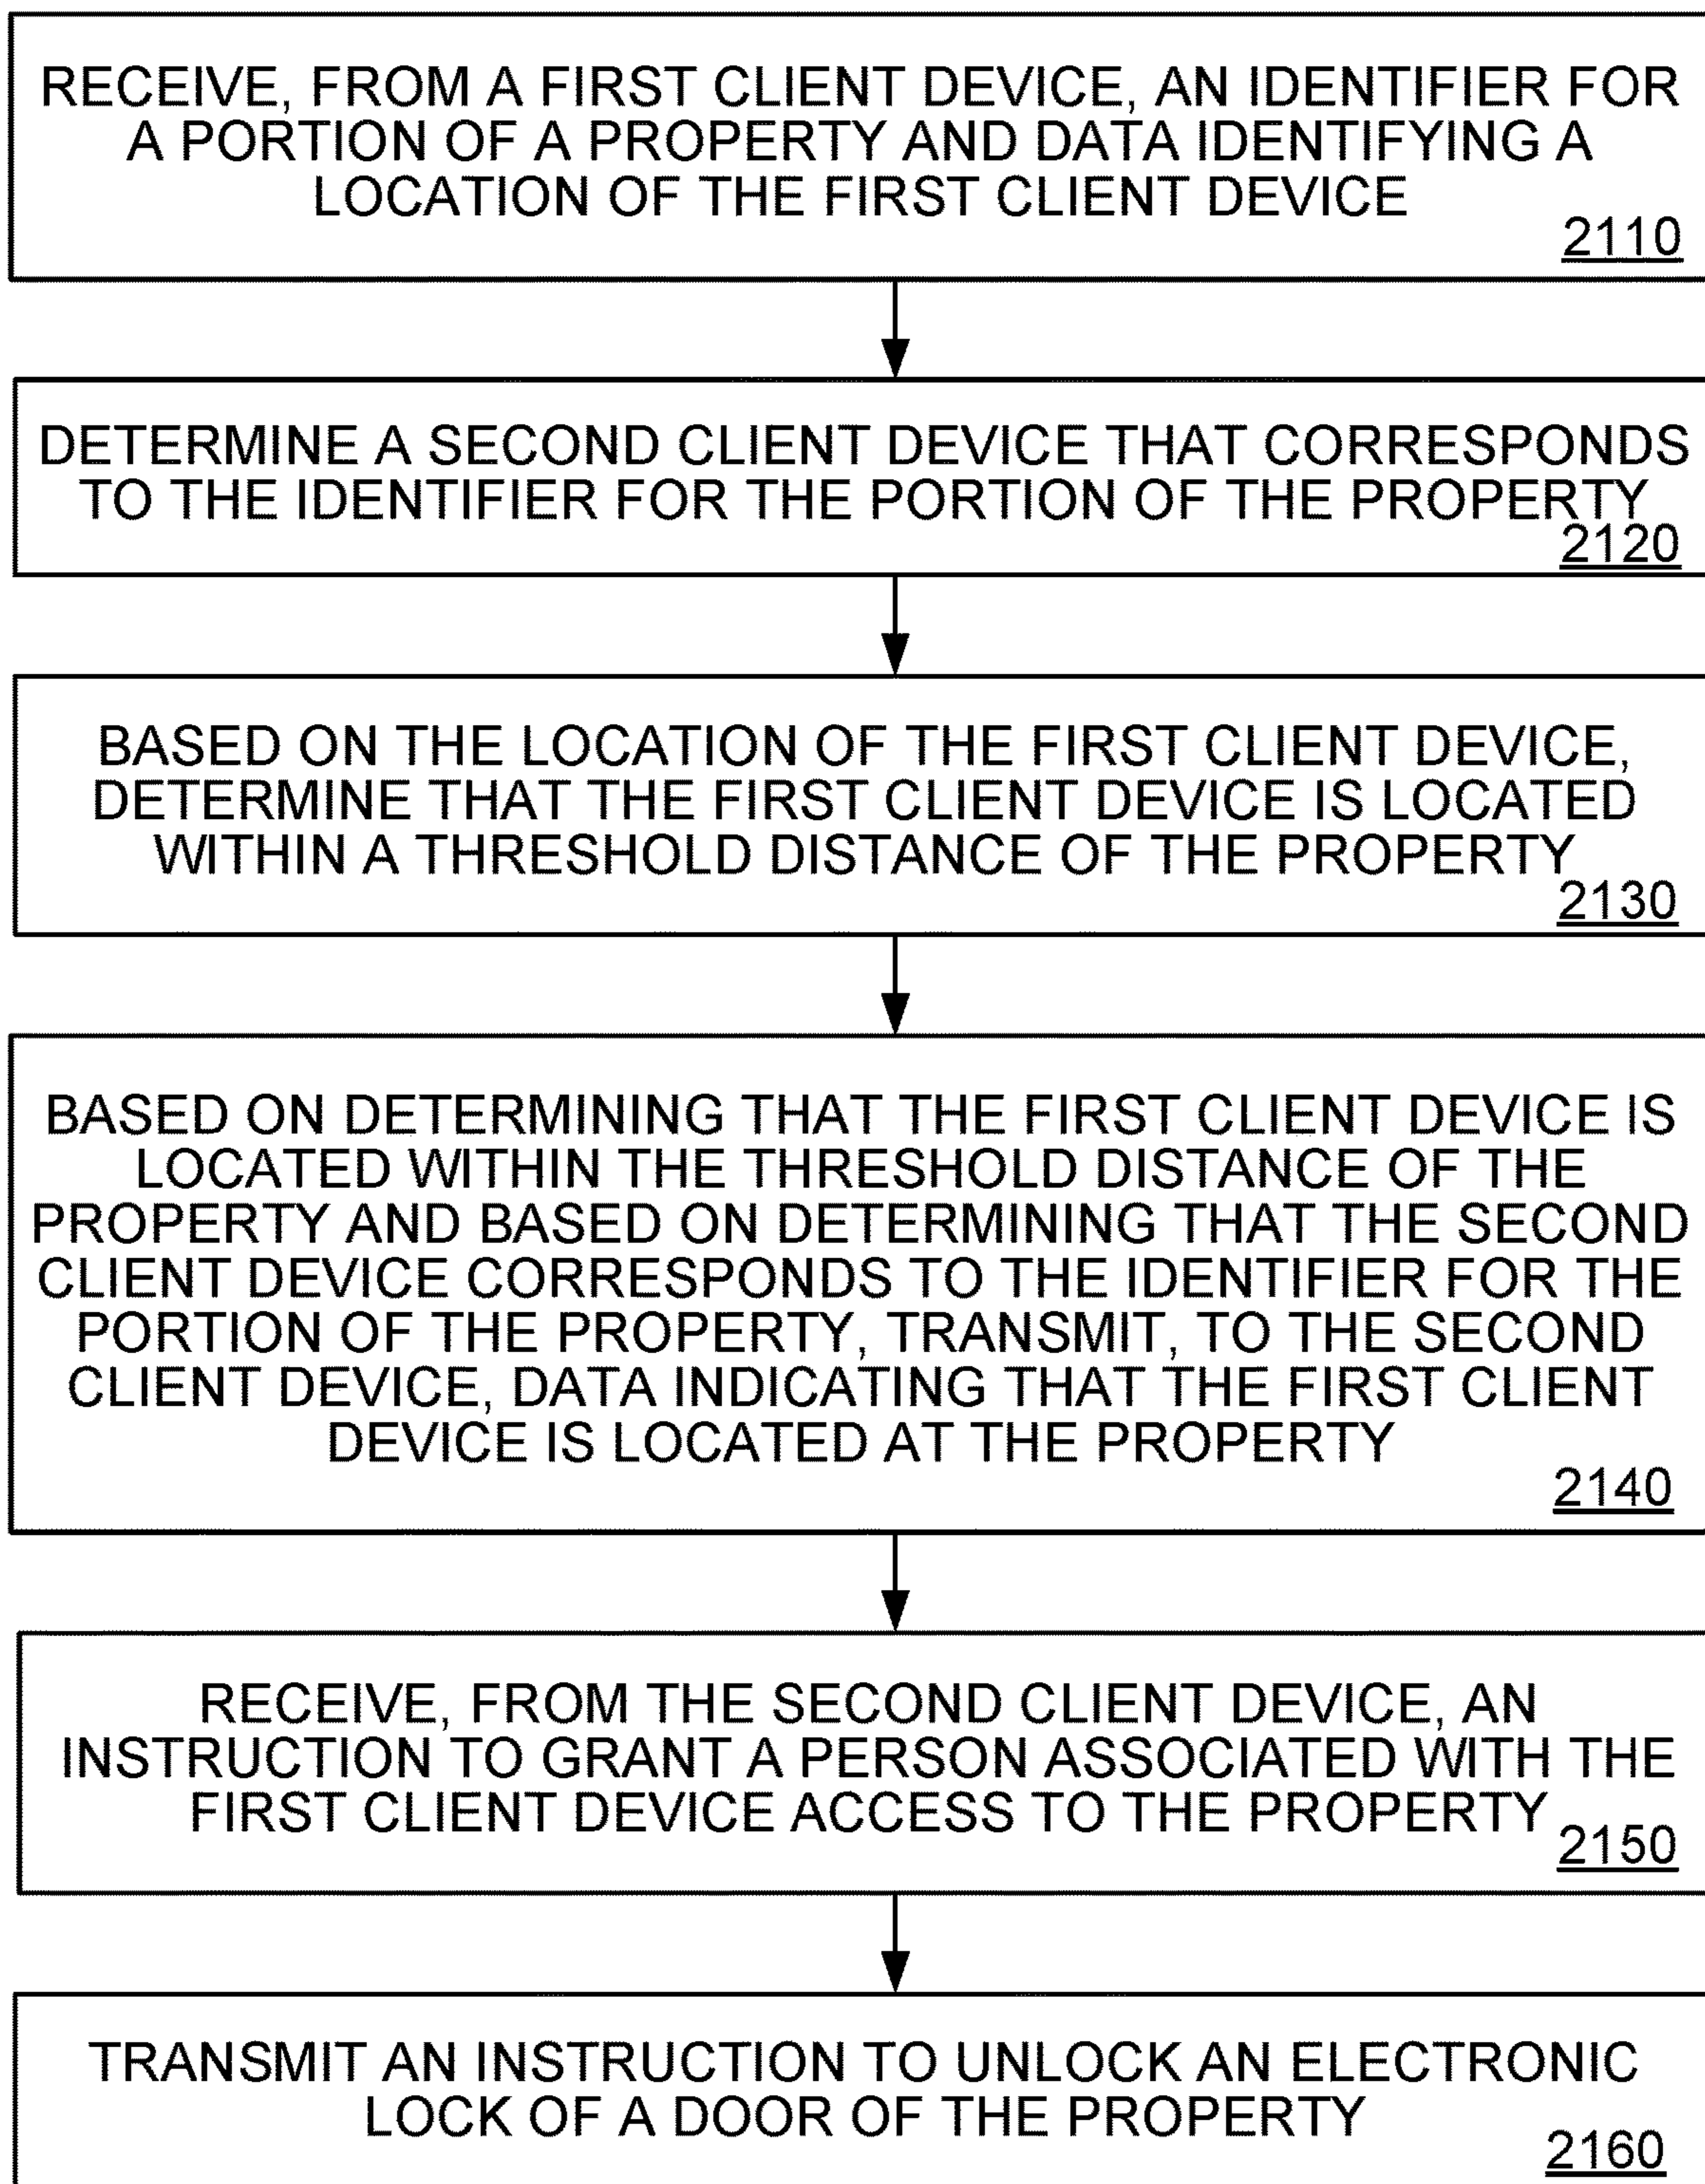 RECEIVE, FROM A FIRST CLIENT DEVICE, AN IDENTIFIER FOR
A PORTION OF A PROPERTY AND DATA IDENTIFYING A
LOCATION OF THE FIRST CLIENT DEVICE
2110
DETERMINE A SECOND CLIENT DEVICE THAT CORRESPONDS
TO THE IDENTIFIER FOR THE PORTION OF THE PROPERTY
2120
BASED ON THE LOCATION OF THE FIRST CLIENT DEVICE,
DETERMINE THAT THE FIRST CLIENT DEVICE IS LOCATED
WITHIN A THRESHOLD DISTANCE OF THE PROPERTY
2130
BASED ON DETERMINING THAT THE FIRST CLIENT DEVICE IS
LOCATED WITHIN THE THRESHOLD DISTANCE OF THE
PROPERTY AND BASED ON DETERMINING THAT THE SECOND
CLIENT DEVICE CORRESPONDS TO THE IDENTIFIER FOR THE
PORTION OF THE PROPERTY, TRANSMIT, TO THE SECOND
CLIENT DEVICE, DATA INDICATING THAT THE FIRST CLIENT
DEVICE IS LOCATED AT THE PROPERTY
2140
RECEIVE, FROM THE SECOND CLIENT DEVICE, AN
INSTRUCTION TO GRANT A PERSON ASSOCIATED WITH THE
FIRST CLIENT DEVICE ACCESS TO THE PROPERTY
2150
TRANSMIT AN INSTRUCTION TO UNLOCK AN ELECTRONIC
LOCK OF A DOOR OF THE PROPERTY
2160